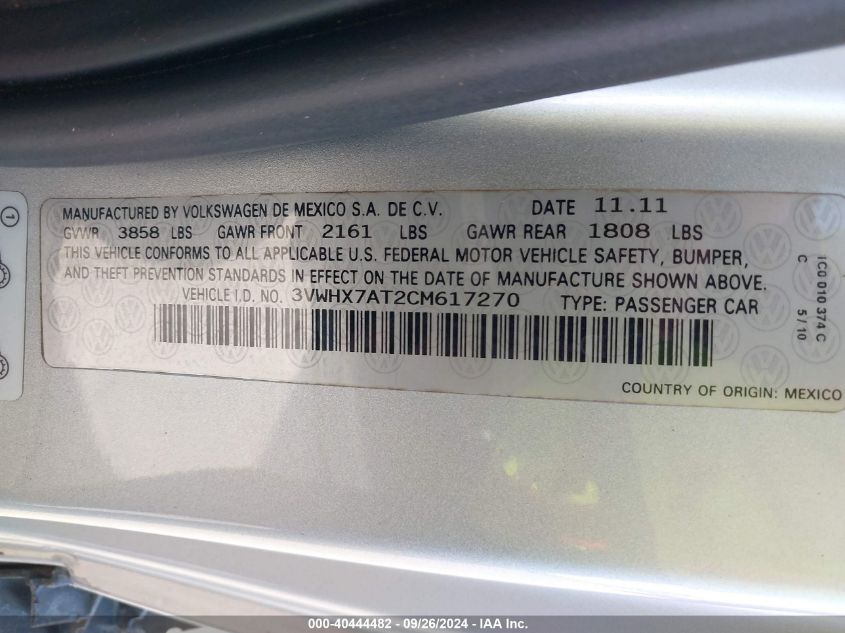 MANUFACTURED BY VOLKSWAGEN DE MEXICO S.A. DE C.V. DATE 11.11
GVWR 3858 LBS GAWR FRONT 2161 LBS GAWR REAR 1808 LBS
THIS VEHICLE CONFORMS TO ALL APPLICABLE U.S. FEDERAL MOTOR VEHICLE SAFETY, BUMPER,
AND THEFT PREVENTION STANDARDS IN EFFECT ON THE DATE OF MANUFACTURE SHOWN ABOVE.
VEHICLE I.D. NO. 3VWHX7AT2CM617270 TYPE: PASSENGER CAR
COUNTRY OF ORIGIN: MEXICO
1C0 010 374 C
C 5/10
1
000-40444482 - 09/26/2024 - IAA Inc.